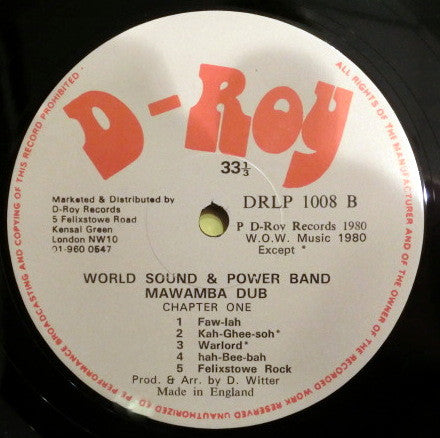 D-Roy
33⅓
Marketed & Distributed by
D-Roy Records
5 Felixstowe Road
Kensal Green
London NW10
01-960 0547
DRLP 1008 B
P D-Roy Records 1980
W.O.W. Music 1980
Except *
WORLD SOUND & POWER BAND
MAWAMBA DUB
CHAPTER ONE
1 Faw-lah
2 Kah-Ghee-soh*
3 Warlord*
4 hah-Bee-bah
5 Felixstowe Rock
Prod. & Arr. by D. Witter
Made in England
ALL RIGHTS OF THE MANUFACTURER AND OF THE OWNER OF THE RECORDED WORK RESERVED UNAUTHORIZED PERFORMANCE BROADCASTING AND COPYING OF THIS RECORD PROHIBITED